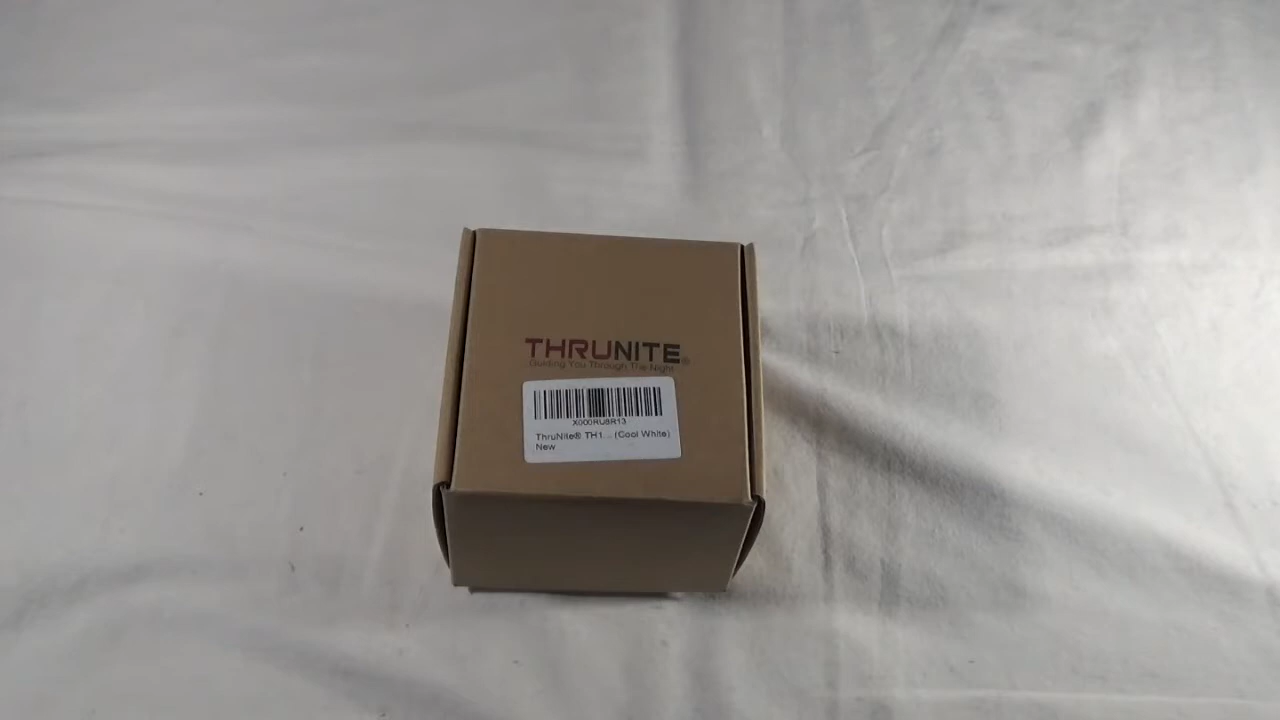 THRUNITE®
Guiding You Through The Night
X000RU8R13
ThruNite® TH1... (Cool White)
New